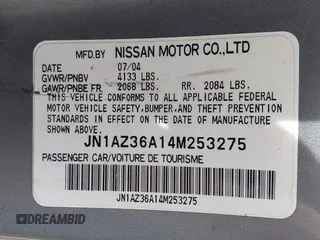 MFD.BY NISSAN MOTOR CO.,LTD
DATE 07/04
GVWR/PNBV 4133 LBS.
GAWR/PNBE FR. 2068 LBS. RR. 2084 LBS.
THIS VEHICLE CONFORMS TO ALL APPLICABLE
FEDERAL MOTOR VEHICLE
SAFETY, BUMPER, AND THEFT PREVENTION
STANDARDS IN EFFECT ON THE DATE OF MANUFACTURE
SHOWN ABOVE.
JN1AZ36A14M253275
PASSENGER CAR/VOITURE DE TOURISME
JN1AZ36A14M253275
DREAMBID